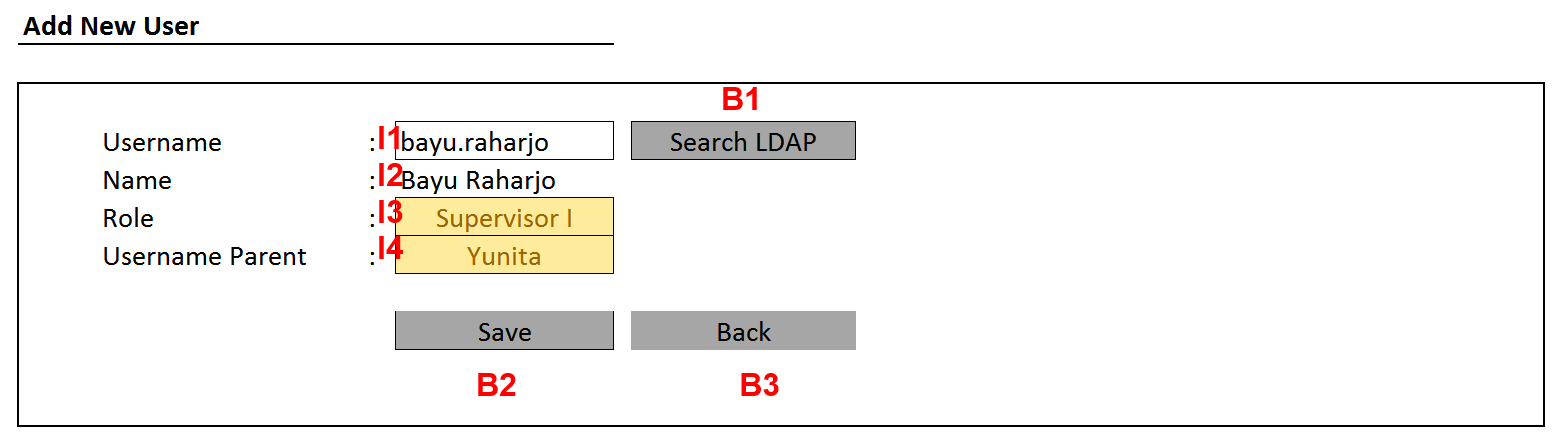 Add New User
B1
Username : I1 bayu.raharjo Search LDAP
Name : I2 Bayu Raharjo
Role : I3 Supervisor I
Username Parent : I4 Yunita
Save Back
B2 B3